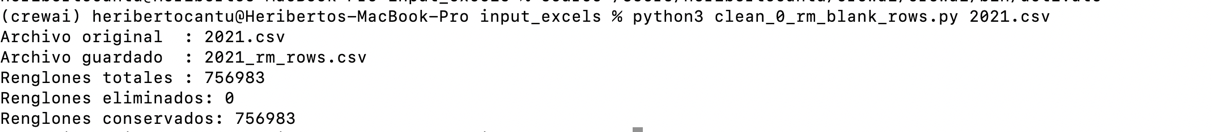 (crewai) heribertocantu@Heribertos-MacBook-Pro input_excels % python3 clean_0_rm_blank_rows.py 2021.csv
Archivo original  : 2021.csv
Archivo guardado  : 2021_rm_rows.csv
Renglones totales : 756983
Renglones eliminados: 0
Renglones conservados: 756983